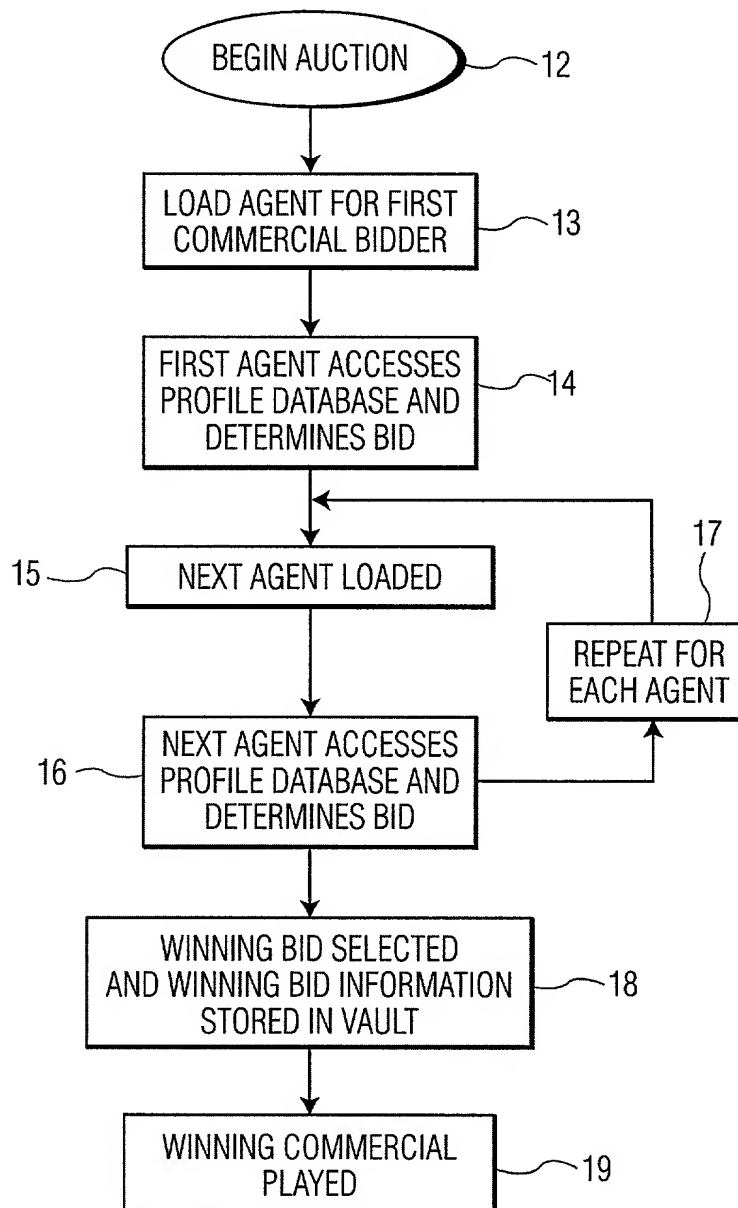 BEGIN AUCTION
12
LOAD AGENT FOR FIRST
COMMERCIAL BIDDER
13
FIRST AGENT ACCESSES
PROFILE DATABASE AND
DETERMINES BID
14
15
NEXT AGENT LOADED
17
REPEAT FOR
EACH AGENT
16
NEXT AGENT ACCESSES
PROFILE DATABASE AND
DETERMINES BID
WINNING BID SELECTED
AND WINNING BID INFORMATION
STORED IN VAULT
18
WINNING COMMERCIAL
PLAYED
19